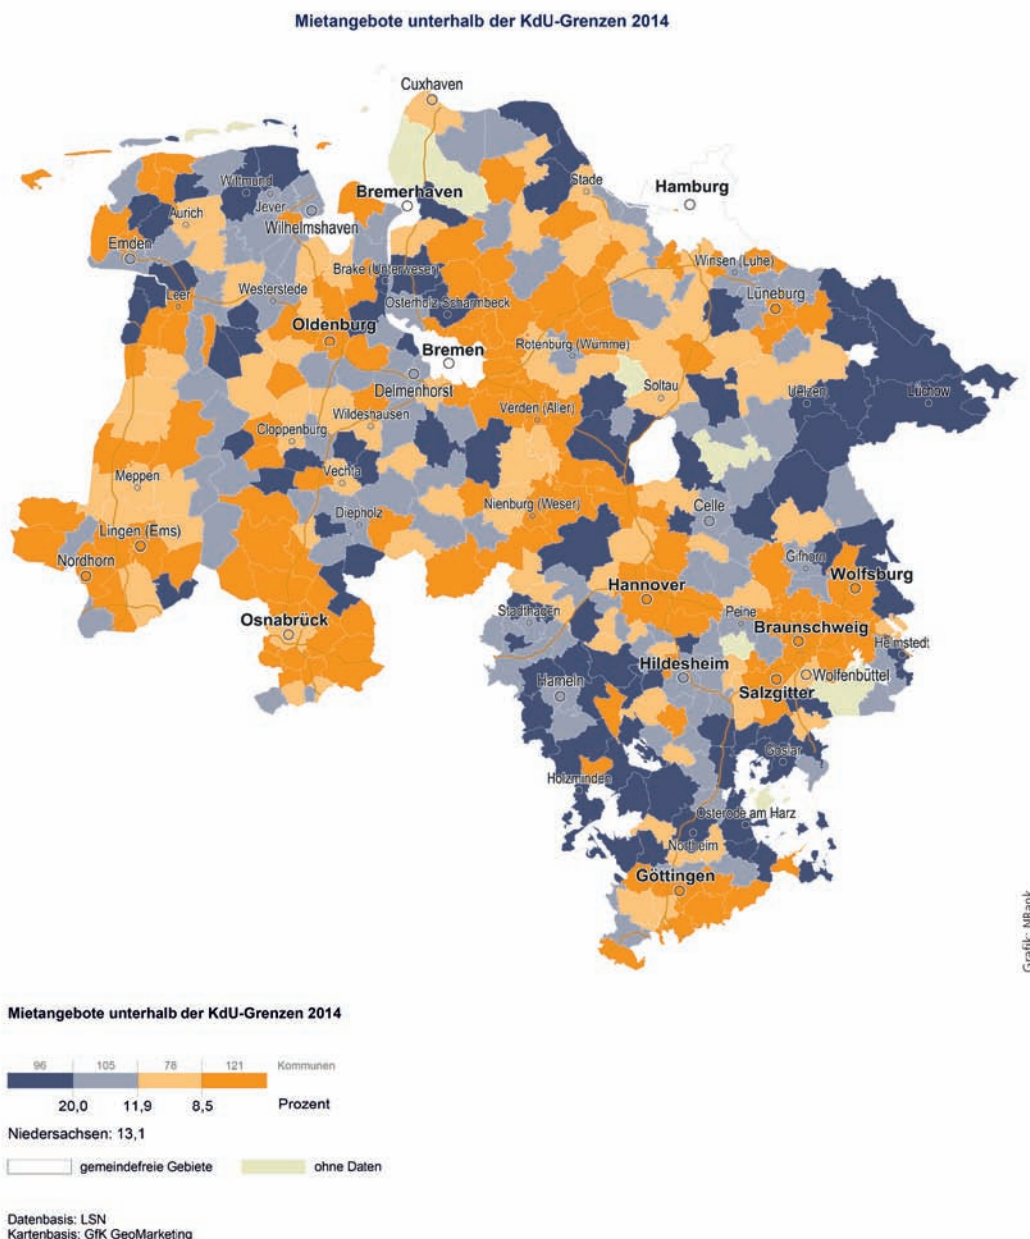 Mietangebote unterhalb der KdU-Grenzen 2014
Cuxhaven
Hamburg
Stade
Bremerhaven
Wittmund
Jever
Wilhelmshaven
Aurich
Emden
Winsen (Luhe)
Brake (Unterweser)
Leer
Westerstede
Lüneburg
Osterholz-Scharmbeck
Oldenburg
Rotenburg (Wümme)
Bremen
Delmenhorst
Soltau
Uelzen
Lüchow
Wildeshausen
Verden (Aller)
Cloppenburg
Vechta
Meppen
Nienburg (Weser)
Celle
Diepholz
Lingen (Ems)
Nordhorn
Gifhorn
Wolfsburg
Hannover
Stadthagen
Peine
Osnabrück
Braunschweig
Helmstedt
Hildesheim
Wolfenbüttel
Salzgitter
Hameln
Goslar
Holzminden
Osterode am Harz
Northeim
Göttingen
Grafik: NBank
Mietangebote unterhalb der KdU-Grenzen 2014
96 105 78 121 Kommunen
20,0 11,9 8,5 Prozent
Niedersachsen: 13,1
gemeindefreie Gebiete ohne Daten
Datenbasis: LSN
Kartenbasis: GfK GeoMarketing